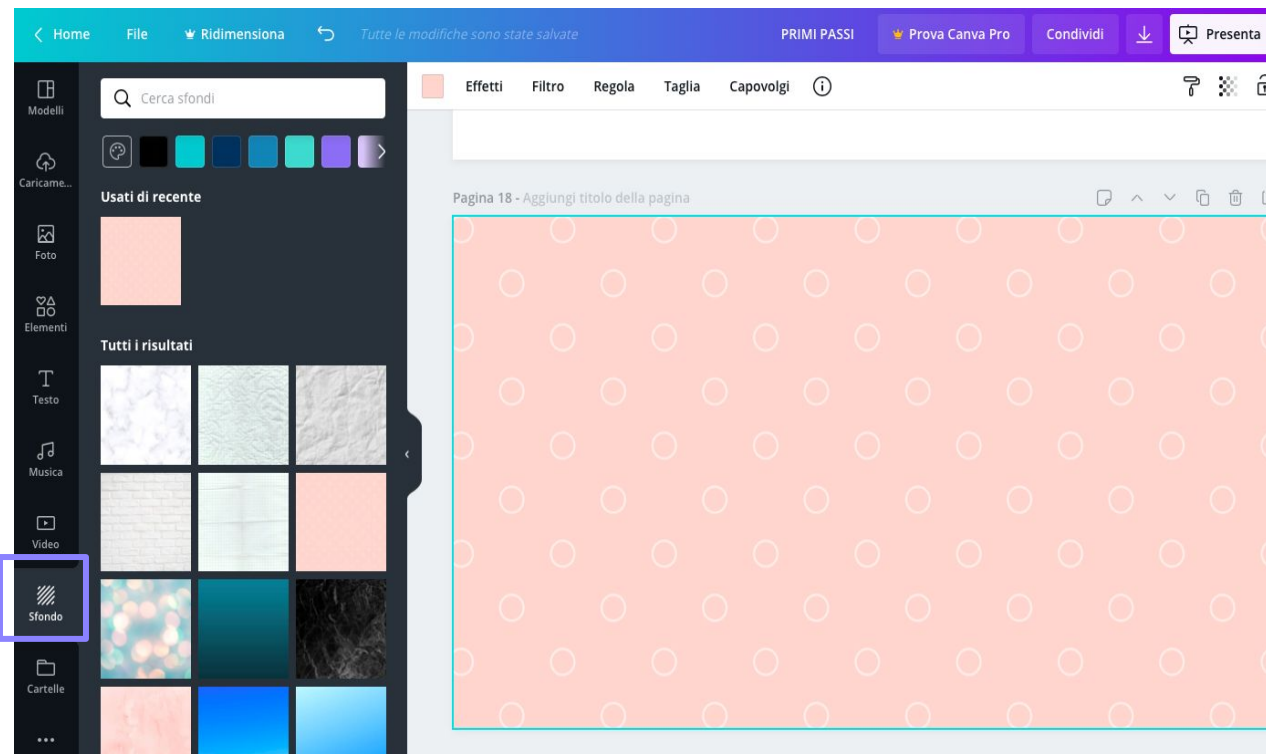 Home File Ridimensiona Tutte le modifiche sono state salvate PRIMI PASSI Prova Canva Pro Condividi Presenta
Modelli
Caricame...
Foto
Elementi
Testo
Musica
Video
Sfondo
Cartelle
Cerca sfondi
Usati di recente
Tutti i risultati
Effetti Filtro Regola Taglia Capovolgi
Pagina 18 - Aggiungi titolo della pagina